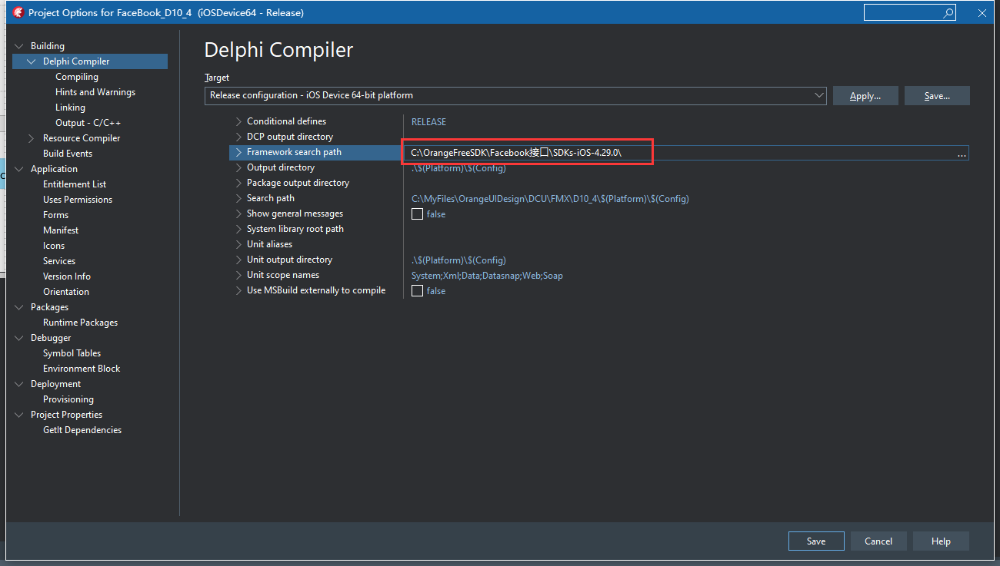 Project Options for FaceBook_D10_4 (iOSDevice64 - Release)
Building
Delphi Compiler
Compiling
Hints and Warnings
Linking
Output - C/C++
Resource Compiler
Build Events
Application
Entitlement List
Uses Permissions
Forms
Manifest
Icons
Services
Version Info
Orientation
Packages
Runtime Packages
Debugger
Symbol Tables
Environment Block
Deployment
Provisioning
Project Properties
GetIt Dependencies
Delphi Compiler
Target
Release configuration - iOS Device 64-bit platform
Apply...
Save...
Conditional defines RELEASE
DCP output directory
Framework search path C:\OrangeFreeSDK\Facebook接口\SDKs-iOS-4.29.0\ ...
Output directory .\$(Platform)\$(Config)
Package output directory
Search path C:\MyFiles\OrangeUIDesign\DCU\FMX\D10_4\$(Platform)\$(Config)
Show general messages false
System library root path
Unit aliases
Unit output directory .\$(Platform)\$(Config)
Unit scope names System;Xml;Data;Datasnap;Web;Soap
Use MSBuild externally to compile false
Save
Cancel
Help